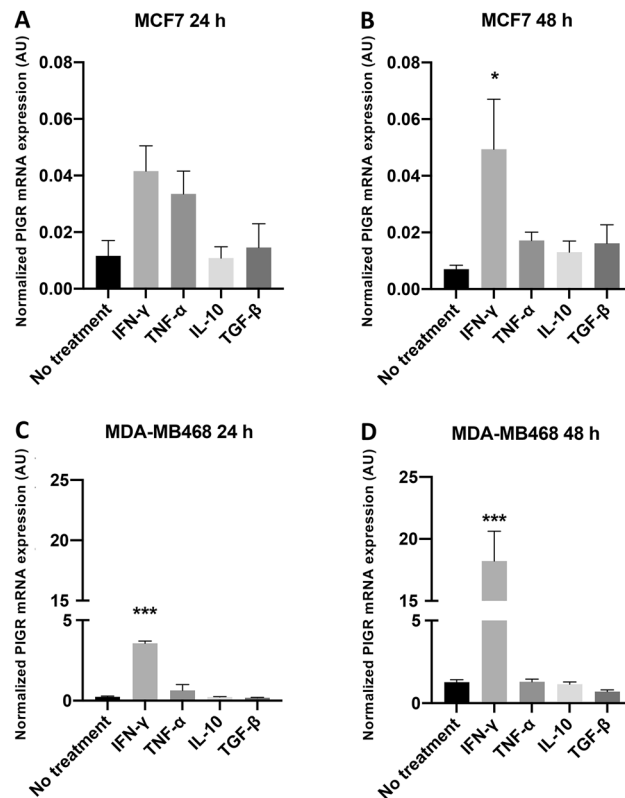 A
MCF7 24 h
Normalized PIGR mRNA expression (AU)
0.08
0.06
0.04
0.02
0.00
No treatment
IFN-γ
TNF-α
IL-10
TGF-β
B
MCF7 48 h
Normalized PIGR mRNA expression (AU)
0.08
0.06
0.04
0.02
0.00
*
No treatment
IFN-γ
TNF-α
IL-10
TGF-β
C
MDA-MB468 24 h
Normalized PIGR mRNA expression (AU)
25
20
15
5
0
***
No treatment
IFN-γ
TNF-α
IL-10
TGF-β
D
MDA-MB468 48 h
Normalized PIGR mRNA expression (AU)
25
20
15
5
0
***
No treatment
IFN-γ
TNF-α
IL-10
TGF-β